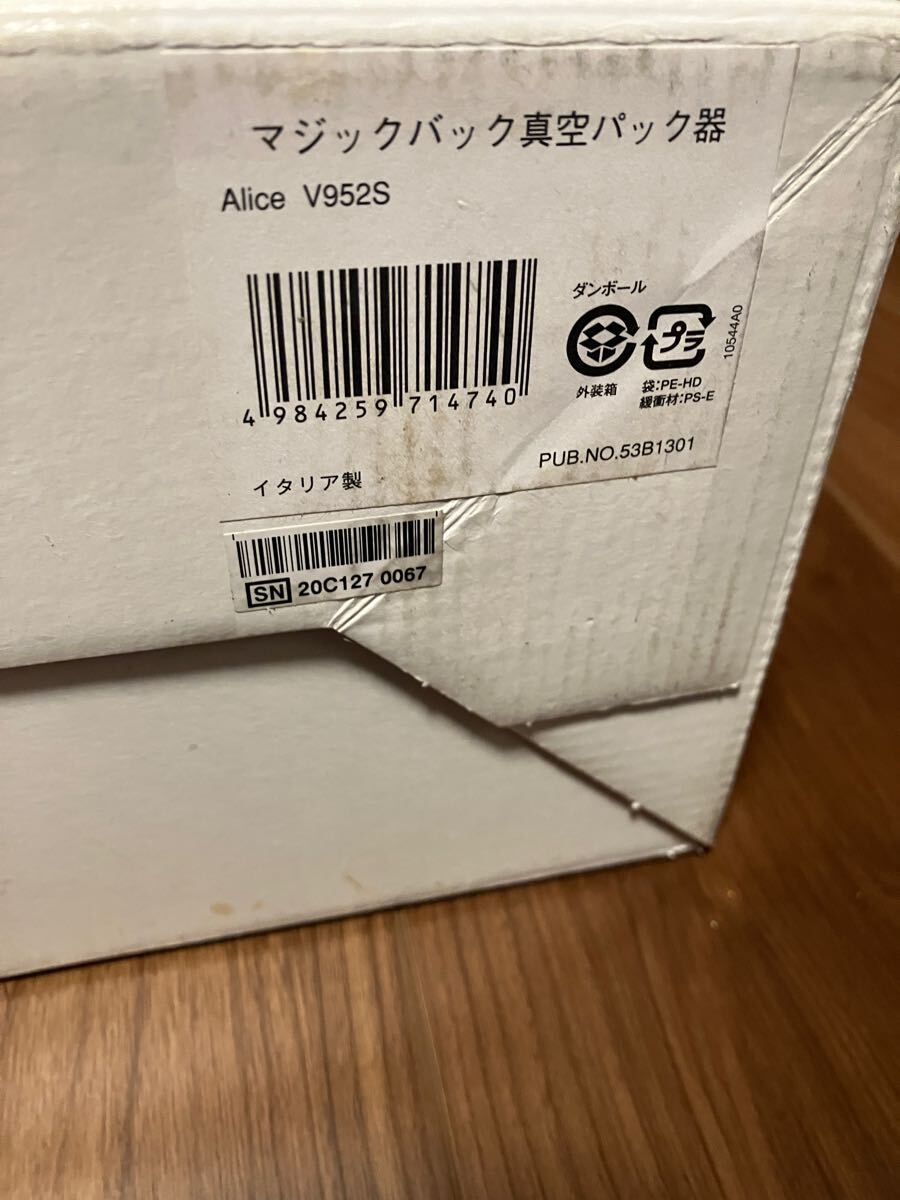 マジックバック真空パック器
Alice V952S
4 984259 714740
ダンボール
プラ
外装箱
袋:PE-HD
緩衝材:PS-E
10544A0
PUB.NO.53B1301
イタリア製
SN 20C127 0067